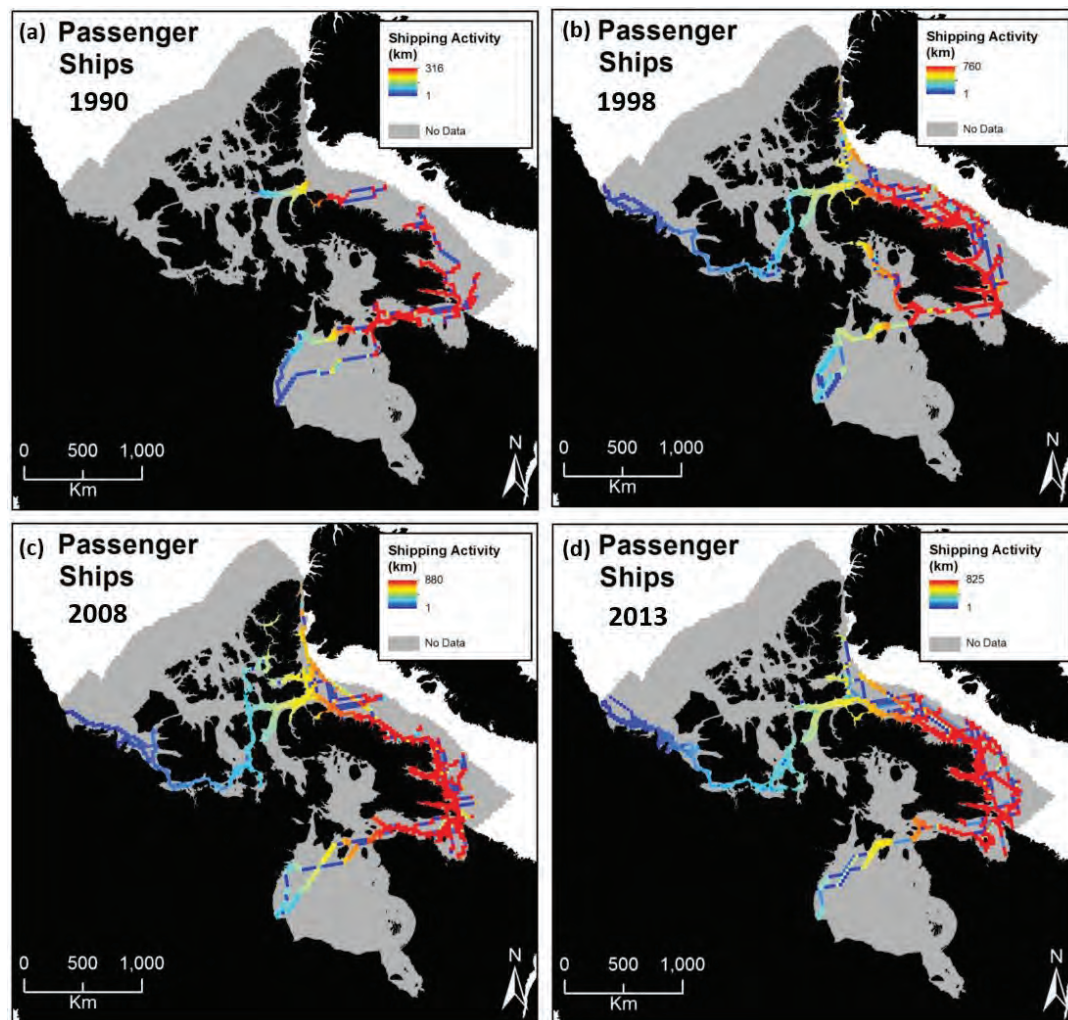 (a) Passenger
Ships
1990
Shipping Activity
(km)
316
1
No Data
0 500 1,000
Km
N
(b) Passenger
Ships
1998
Shipping Activity
(km)
760
1
No Data
0 500 1,000
Km
N
(c) Passenger
Ships
2008
Shipping Activity
(km)
880
1
No Data
0 500 1,000
Km
N
(d) Passenger
Ships
2013
Shipping Activity
(km)
825
1
No Data
0 500 1,000
Km
N